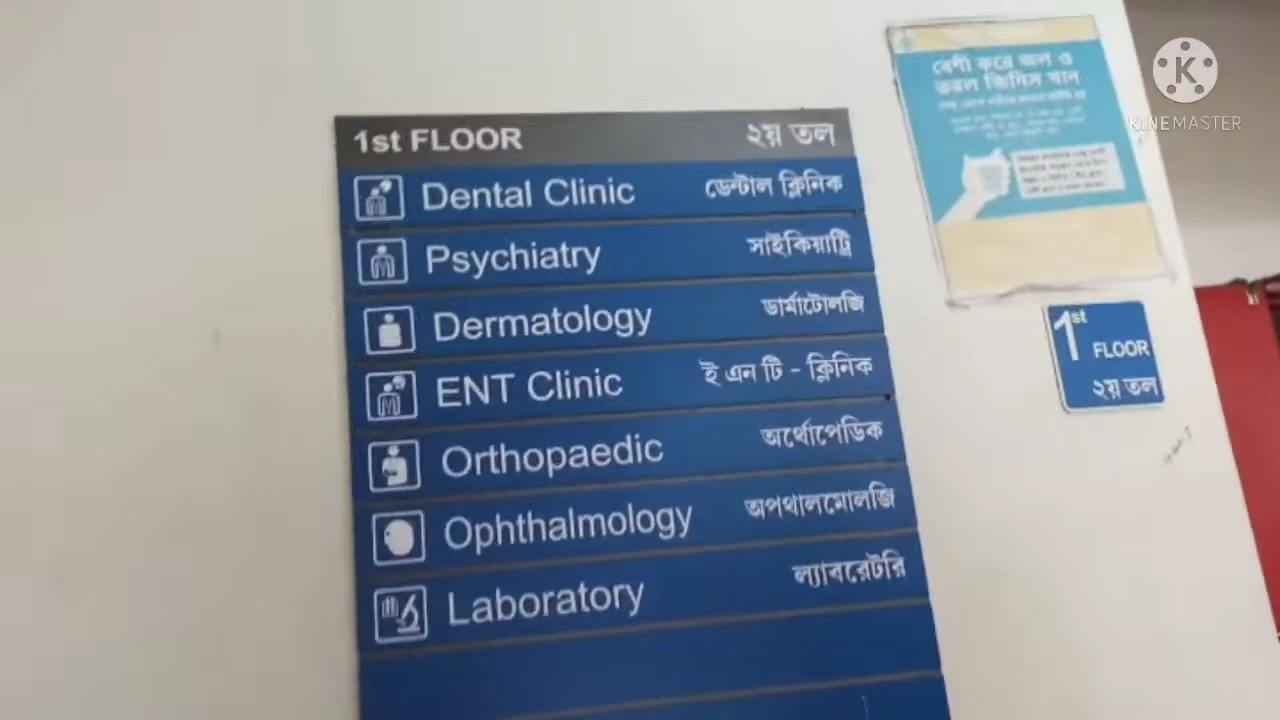 1st FLOOR ২য় তল
Dental Clinic ডেন্টাল ক্লিনিক
Psychiatry সাইকিয়াট্রি
Dermatology ডার্মাটোলজি
ENT Clinic ই এন টি - ক্লিনিক
Orthopaedic অর্থোপেডিক
Ophthalmology অপথালমোলজি
Laboratory ল্যাবরেটরি
বেশী করে জল ও
তরল জিনিস খান
1st
FLOOR
২য় তল
K
KINEMASTER